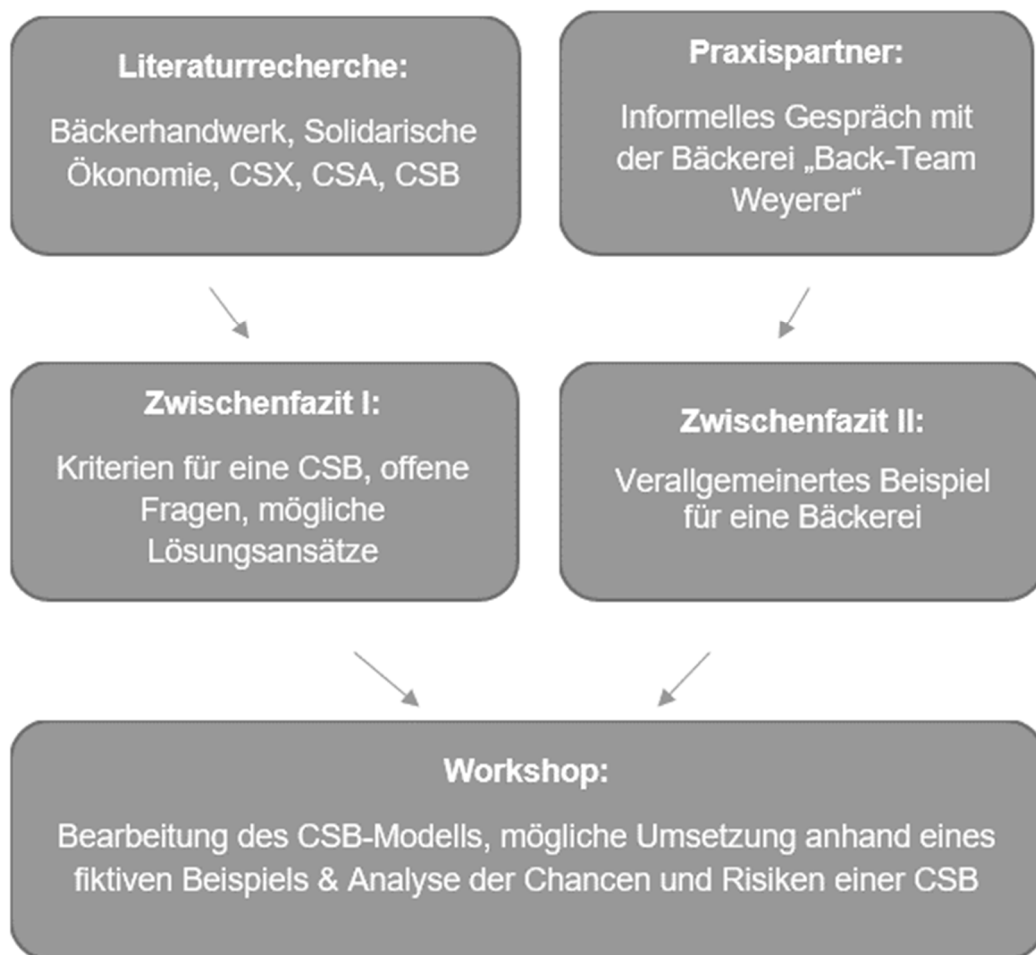 Literaturrecherche:
Bäckerhandwerk, Solidarische
Ökonomie, CSX, CSA, CSB
Praxispartner:
Informelles Gespräch mit
der Bäckerei „Back-Team
Weyerer“
Zwischenfazit I:
Kriterien für eine CSB, offene
Fragen, mögliche
Lösungsansätze
Zwischenfazit II:
Verallgemeinertes Beispiel
für eine Bäckerei
Workshop:
Bearbeitung des CSB-Modells, mögliche Umsetzung anhand eines
fiktiven Beispiels & Analyse der Chancen und Risiken einer CSB